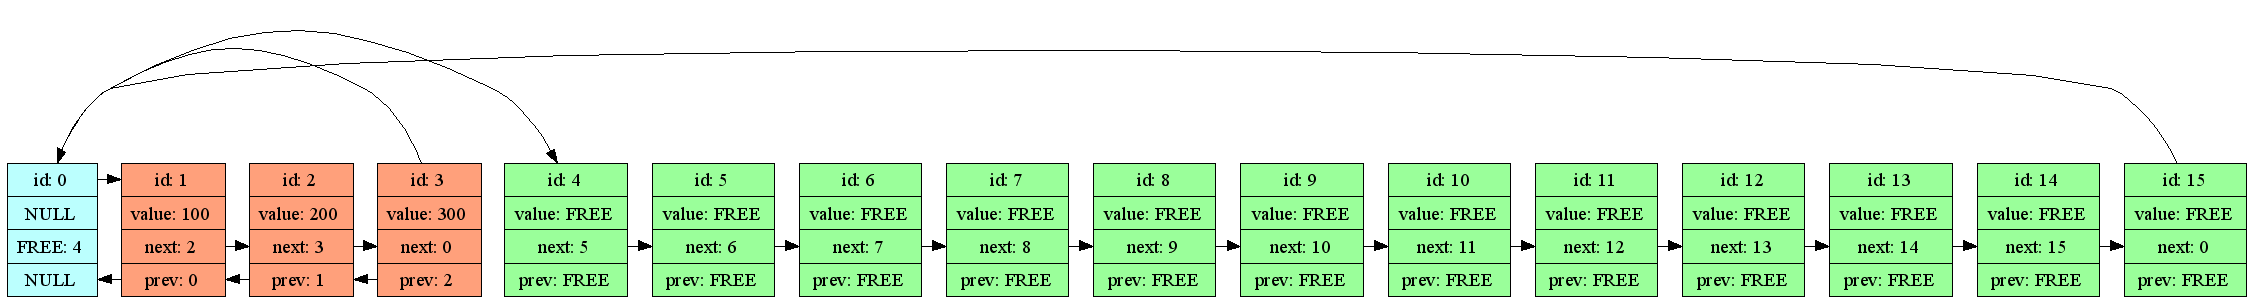 id: 0
NULL
FREE: 4
NULL
id: 1
value: 100
next: 2
prev: 0
id: 2
value: 200
next: 3
prev: 1
id: 3
value: 300
next: 0
prev: 2
id: 4
value: FREE
next: 5
prev: FREE
id: 5
value: FREE
next: 6
prev: FREE
id: 6
value: FREE
next: 7
prev: FREE
id: 7
value: FREE
next: 8
prev: FREE
id: 8
value: FREE
next: 9
prev: FREE
id: 9
value: FREE
next: 10
prev: FREE
id: 10
value: FREE
next: 11
prev: FREE
id: 11
value: FREE
next: 12
prev: FREE
id: 12
value: FREE
next: 13
prev: FREE
id: 13
value: FREE
next: 14
prev: FREE
id: 14
value: FREE
next: 15
prev: FREE
id: 15
value: FREE
next: 0
prev: FREE